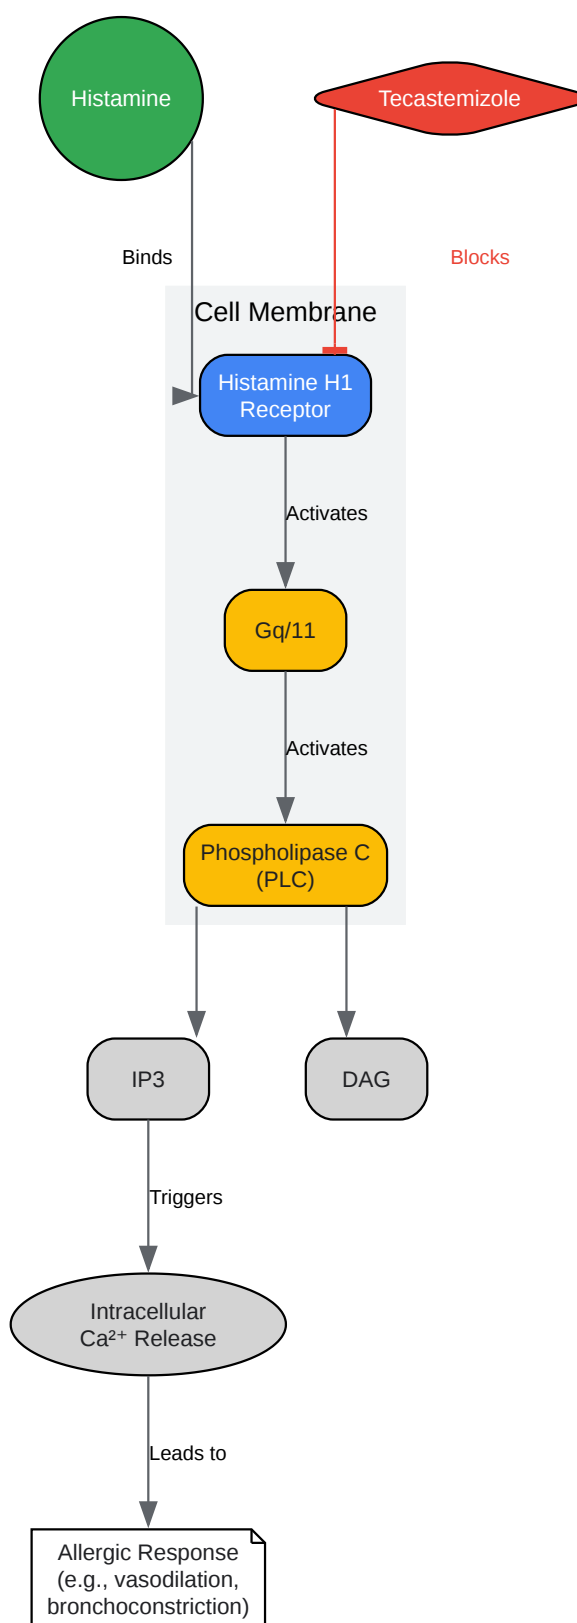 Histamine
Tecastemizole
Binds
Blocks
Cell Membrane
Histamine H1
Receptor
Activates
Gq/11
Activates
Phospholipase C
(PLC)
IP3
DAG
Triggers
Intracellular
Ca²⁺ Release
Leads to
Allergic Response
(e.g., vasodilation,
bronchoconstriction)